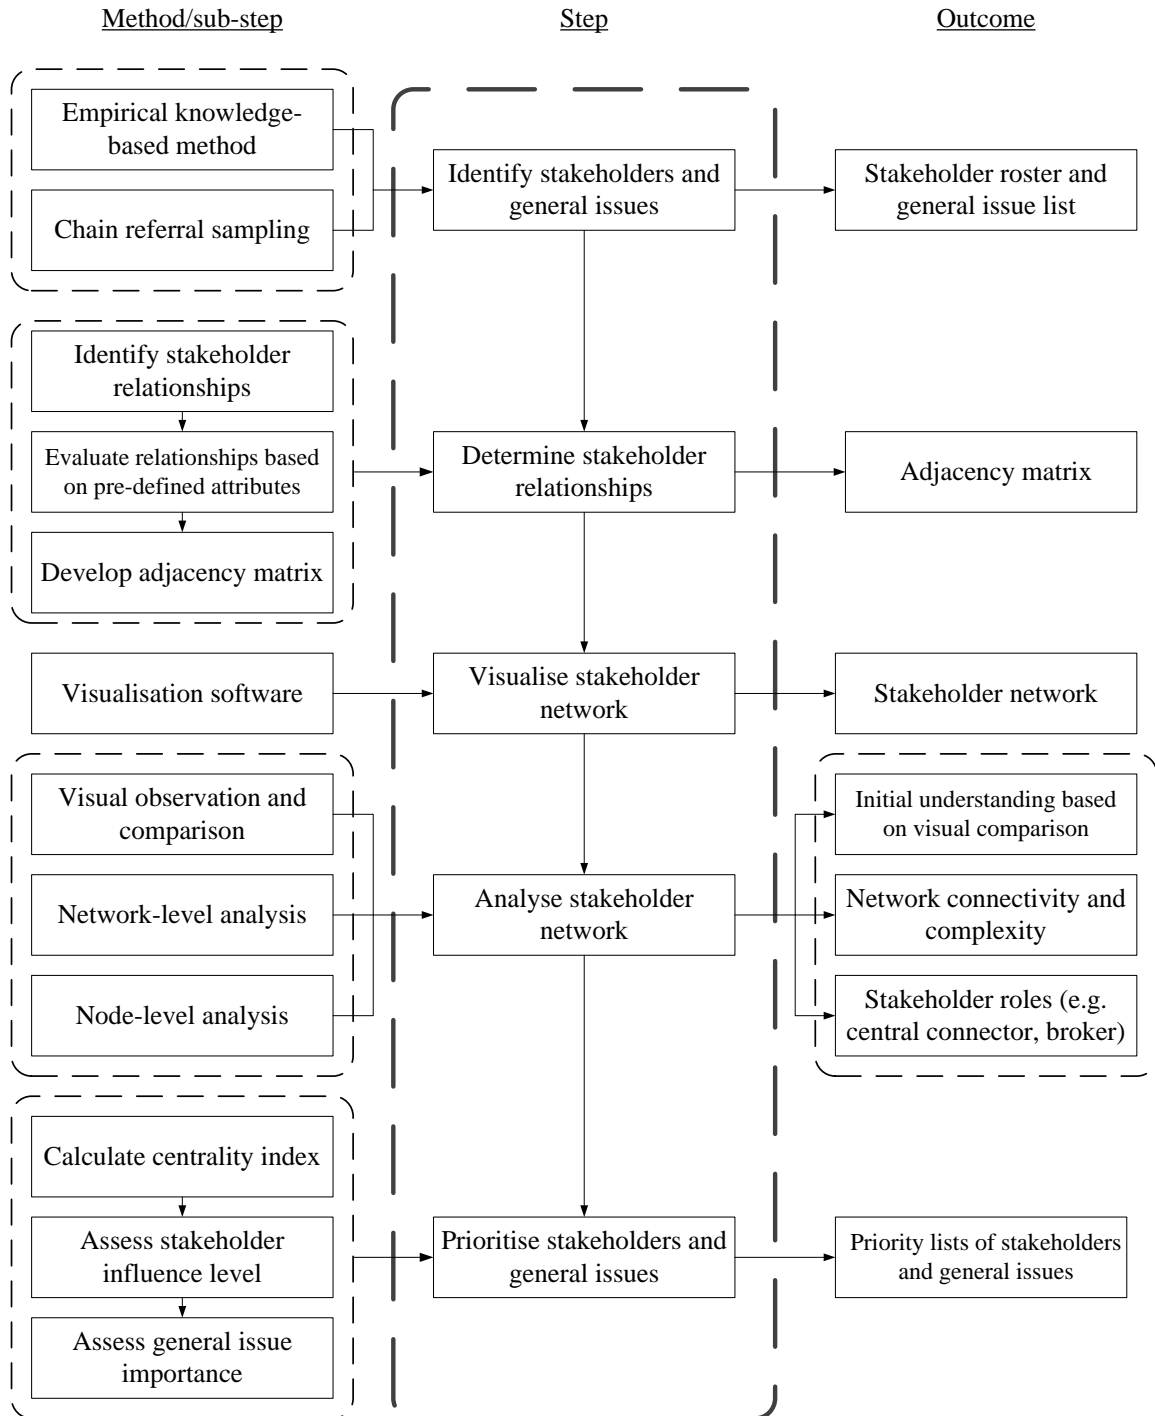 Method/sub-step
Step
Outcome
Empirical knowledge-
based method
Chain referral sampling
Identify stakeholders and
general issues
Stakeholder roster and
general issue list
Identify stakeholder
relationships
Evaluate relationships based
on pre-defined attributes
Develop adjacency matrix
Determine stakeholder
relationships
Adjacency matrix
Visualisation software
Visualise stakeholder
network
Stakeholder network
Visual observation and
comparison
Network-level analysis
Node-level analysis
Analyse stakeholder
network
Initial understanding based
on visual comparison
Network connectivity and
complexity
Stakeholder roles (e.g.
central connector, broker)
Calculate centrality index
Assess stakeholder
influence level
Assess general issue
importance
Prioritise stakeholders and
general issues
Priority lists of stakeholders
and general issues